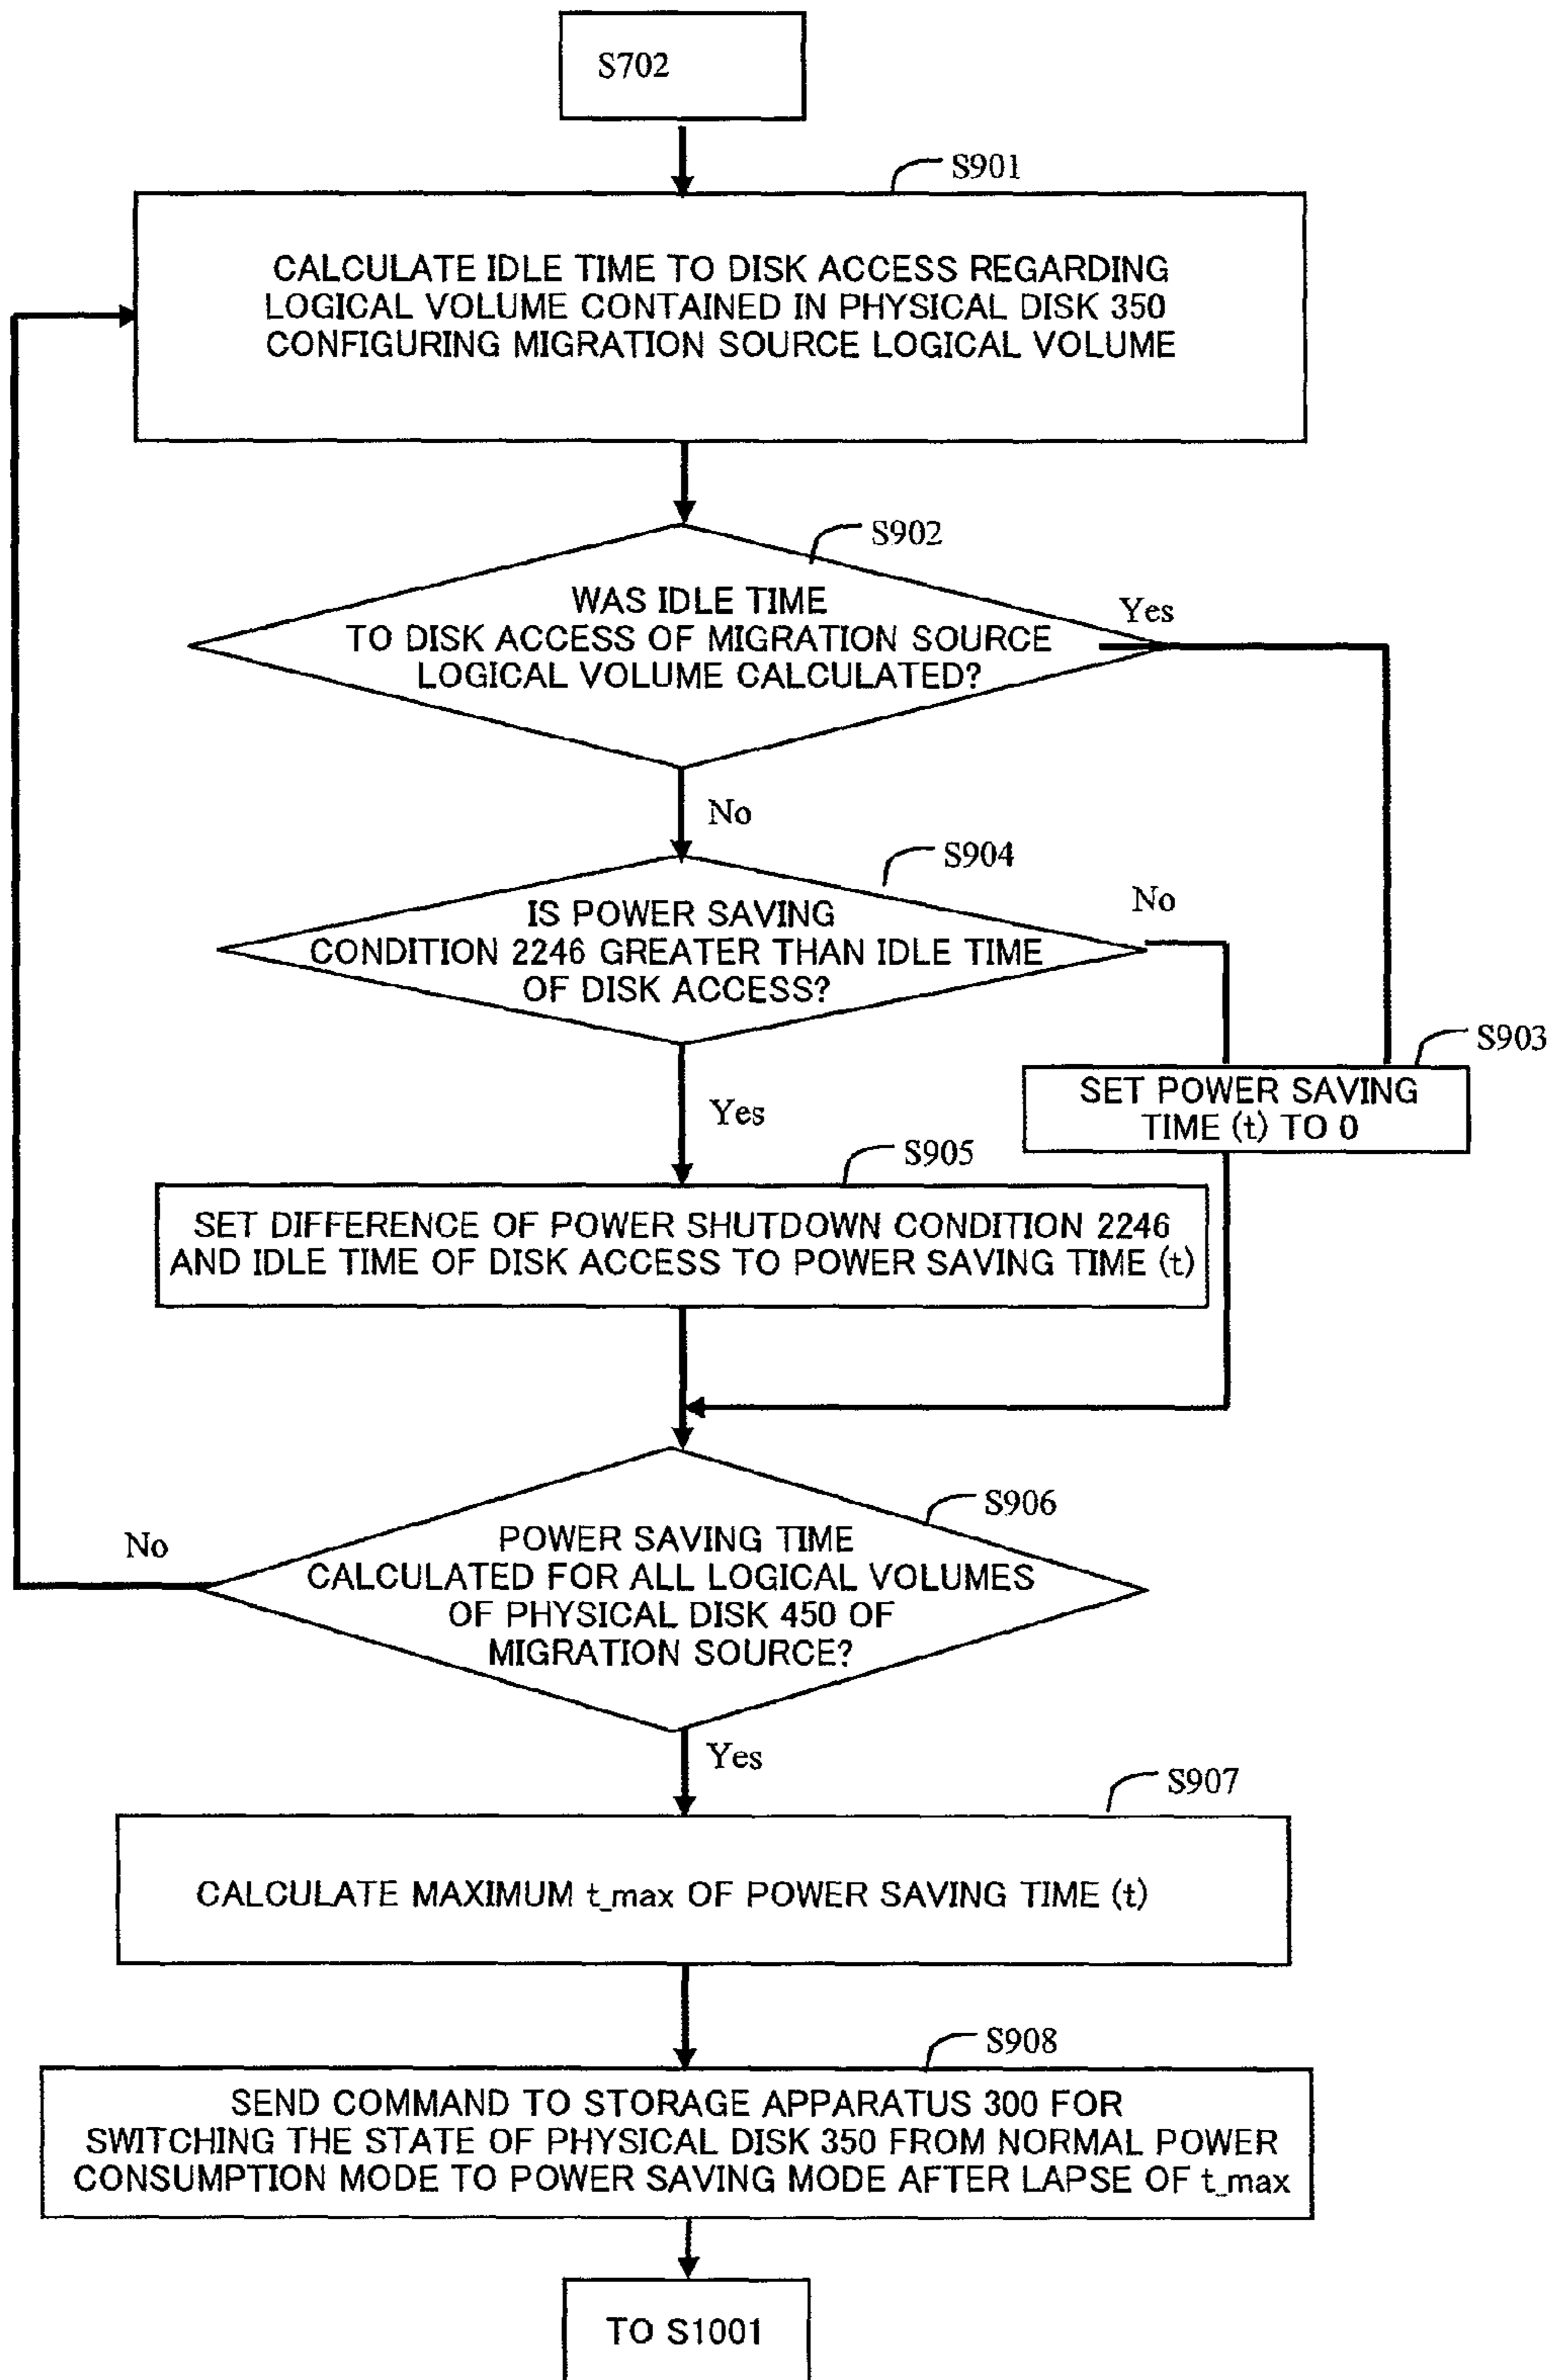 S702
S901
CALCULATE IDLE TIME TO DISK ACCESS REGARDING
LOGICAL VOLUME CONTAINED IN PHYSICAL DISK 350
CONFIGURING MIGRATION SOURCE LOGICAL VOLUME
S902
WAS IDLE TIME
TO DISK ACCESS OF MIGRATION SOURCE
LOGICAL VOLUME CALCULATED?
Yes
No
S904
IS POWER SAVING
CONDITION 2246 GREATER THAN IDLE TIME
OF DISK ACCESS?
No
S903
SET POWER SAVING
TIME (t) TO 0
Yes
S905
SET DIFFERENCE OF POWER SHUTDOWN CONDITION 2246
AND IDLE TIME OF DISK ACCESS TO POWER SAVING TIME (t)
S906
POWER SAVING TIME
CALCULATED FOR ALL LOGICAL VOLUMES
OF PHYSICAL DISK 450 OF
MIGRATION SOURCE?
No
Yes
S907
CALCULATE MAXIMUM t_max OF POWER SAVING TIME (t)
S908
SEND COMMAND TO STORAGE APPARATUS 300 FOR
SWITCHING THE STATE OF PHYSICAL DISK 350 FROM NORMAL POWER
CONSUMPTION MODE TO POWER SAVING MODE AFTER LAPSE OF t_max
TO S1001